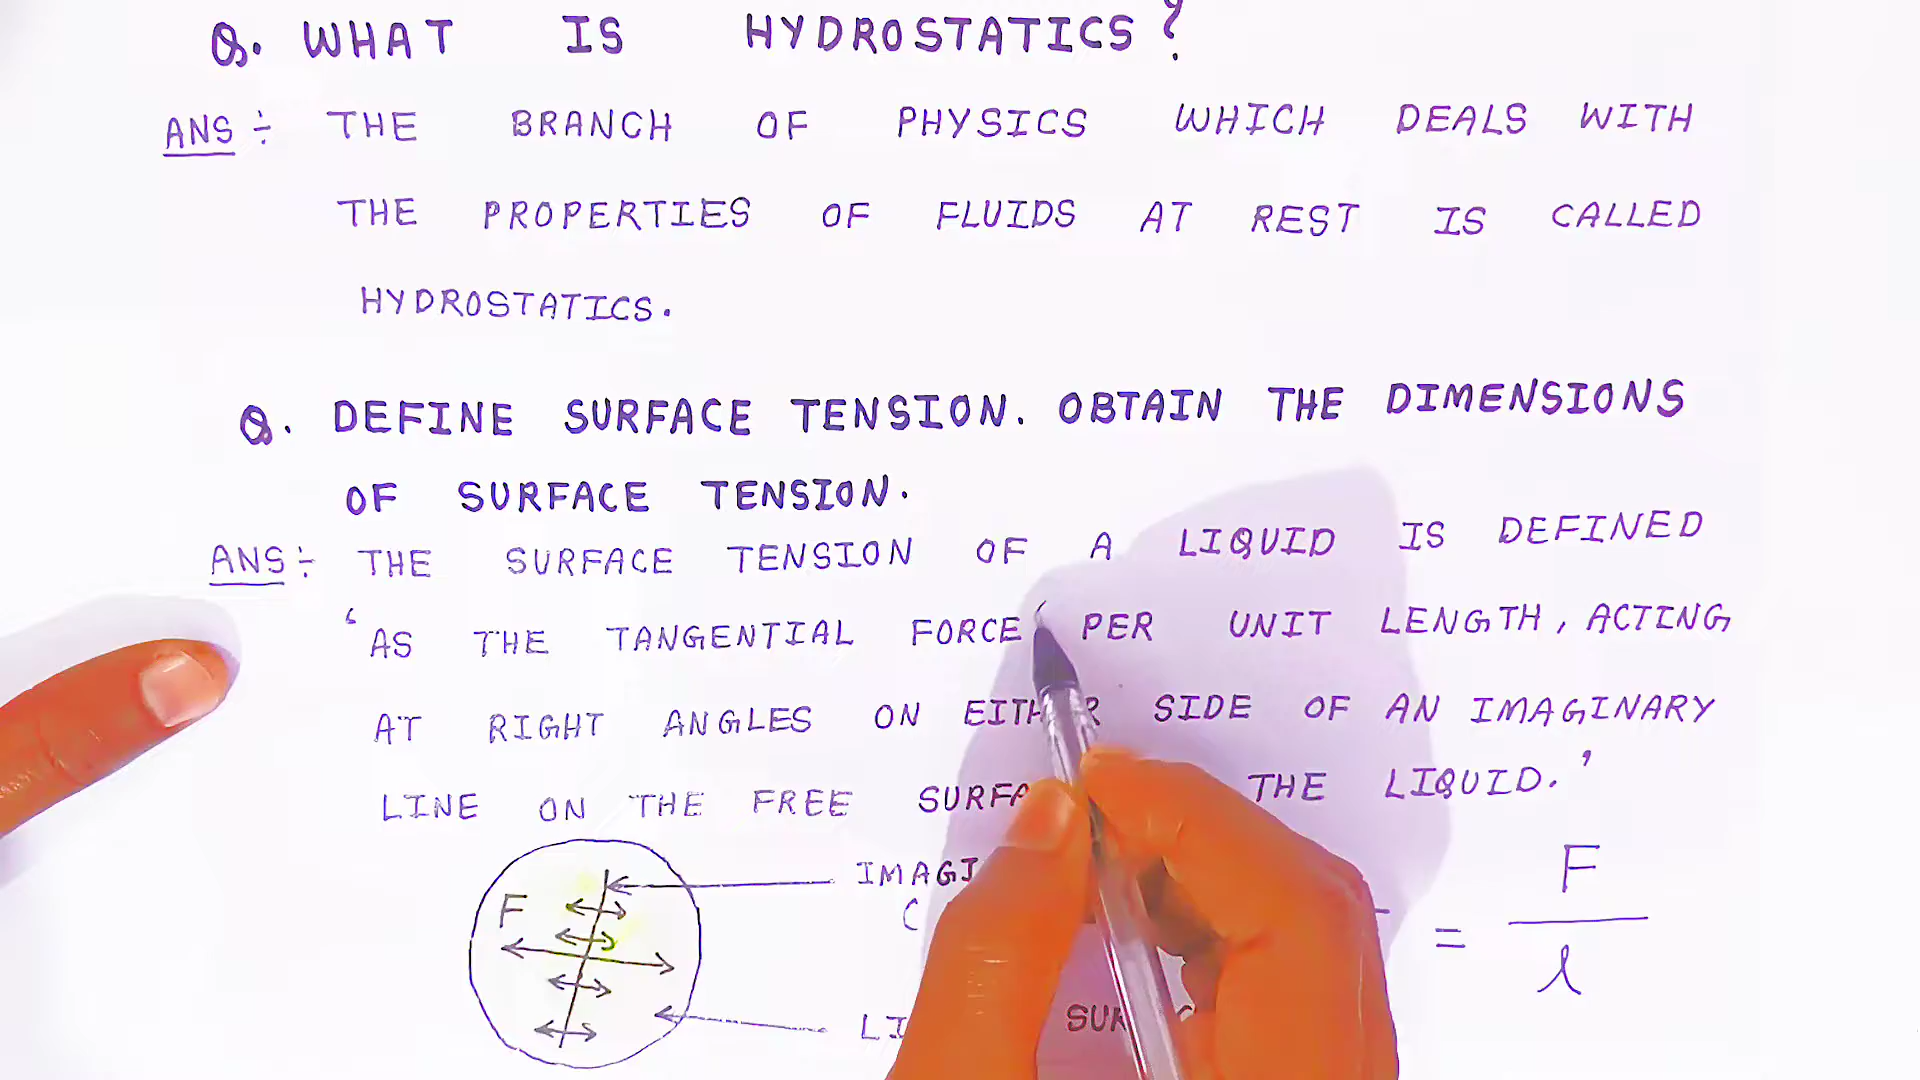 Q. WHAT IS HYDROSTATICS?
ANS ÷ THE BRANCH OF PHYSICS WHICH DEALS WITH
THE PROPERTIES OF FLUIDS AT REST IS CALLED
HYDROSTATICS.
Q. DEFINE SURFACE TENSION. OBTAIN THE DIMENSIONS
OF SURFACE TENSION.
ANS ÷ THE SURFACE TENSION OF A LIQUID IS DEFINED
‘AS THE TANGENTIAL FORCE PER UNIT LENGTH, ACTING
AT RIGHT ANGLES ON SIDE OF AN IMAGINARY
LINE ON THE FREE THE LIQUID.’
F
= F / l